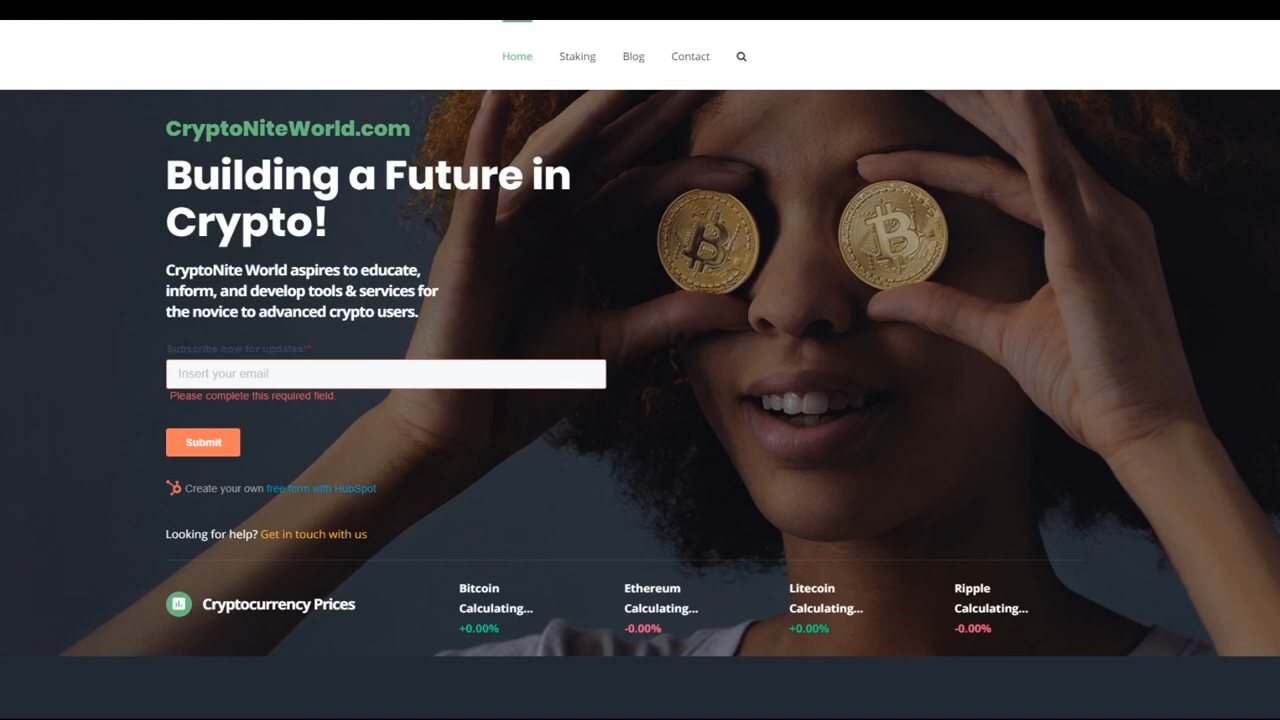 Home Staking Blog Contact
CryptoNiteWorld.com
Building a Future in
Crypto!
CryptoNite World aspires to educate,
inform, and develop tools & services for
the novice to advanced crypto users.
Subscribe now for updates!*
Insert your email
Please complete this required field.
Submit
Create your own free form with HubSpot
Looking for help? Get in touch with us
Cryptocurrency Prices
Bitcoin
Calculating...
+0.00%
Ethereum
Calculating...
-0.00%
Litecoin
Calculating...
+0.00%
Ripple
Calculating...
-0.00%